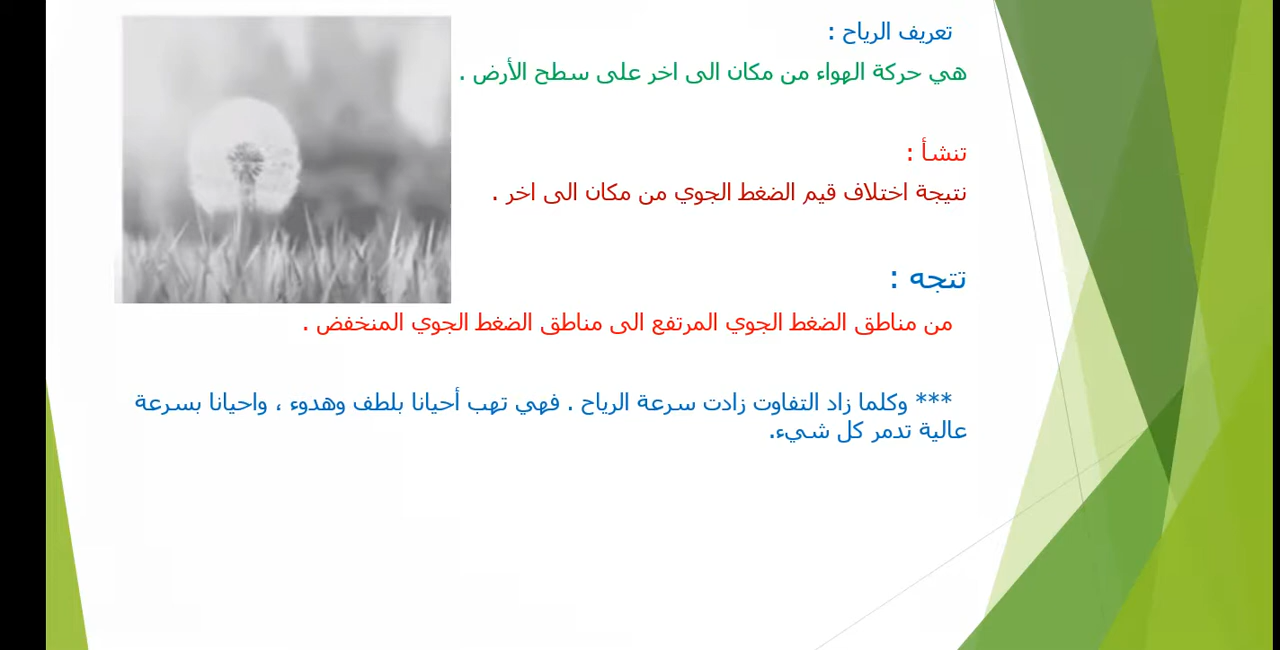 تعريف الرياح :
هي حركة الهواء من مكان الى اخر على سطح الأرض .
تنشأ :
نتيجة اختلاف قيم الضغط الجوي من مكان الى اخر .
تتجه :
من مناطق الضغط الجوي المرتفع الى مناطق الضغط الجوي المنخفض .
*** وكلما زاد التفاوت زادت سرعة الرياح . فهي تهب أحيانا بلطف وهدوء ، واحيانا بسرعة
عالية تدمر كل شيء.